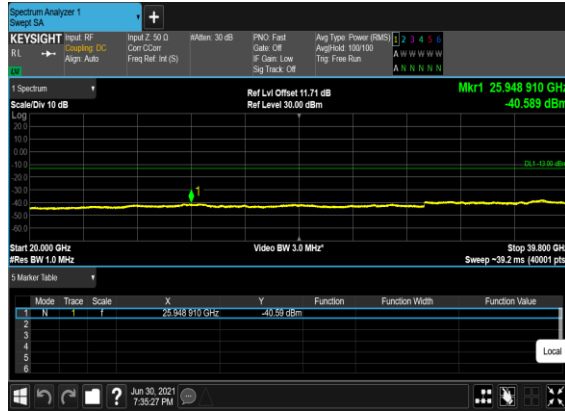 Spectrum Analyzer 1
Swept SA
+
KEYSIGHT Input: RF Input Z: 50 Ω #Atten: 30 dB PNO: Fast Avg Type: Power (RMS) 1 2 3 4 5 6
RL Coupling: DC Corr CCorr Gate: Off Avg|Hold: 100/100 A W W W W W
Align: Auto Freq Ref: Int (S) IF Gain: Low Trig: Free Run
Sig Track: Off A N N N N N
1 Spectrum
Ref Lvl Offset 11.71 dB Mkr1 25.948 910 GHz
Scale/Div 10 dB Ref Level 30.00 dBm -40.589 dBm
Log
20.0
10.0
0.00
-10.0 DL1 -13.00 dBm
-20.0
-30.0 1
-40.0
-50.0
-60.0
Start 20.000 GHz Video BW 3.0 MHz* Stop 39.800 GHz
#Res BW 1.0 MHz Sweep ~39.2 ms (40001 pts)
5 Marker Table
Mode Trace Scale X Y Function Function Width Function Value
1 N 1 f 25.948 910 GHz -40.59 dBm
2
3
4
5
6
Local
? Jun 30, 2021
7:35:27 PM